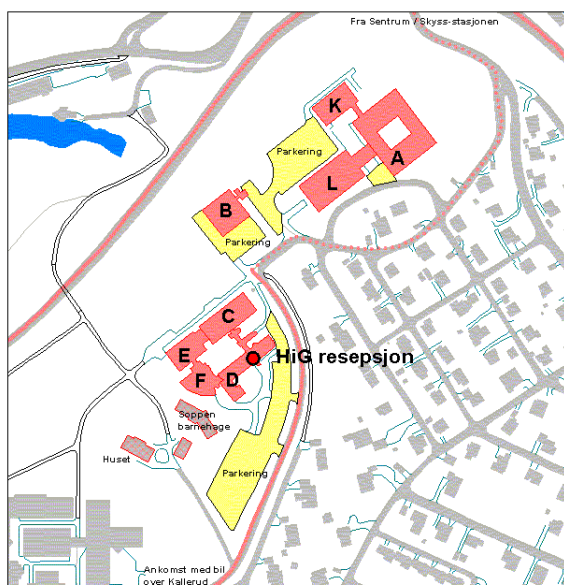 Fra Sentrum / Skyss-stasjonen
K
Parkering
A
L
B
Parkering
C
E
HiG resepsjon
F
D
Soppen
barnehage
Huset
Parkering
Ankomst med bil
over Kallerud